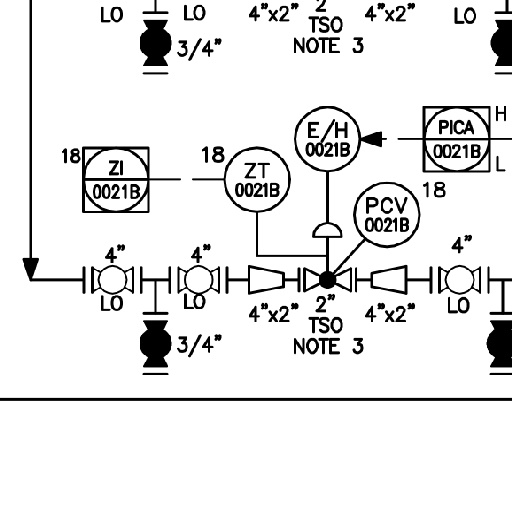 LO LO 4"x2" 2" 4"x2" LO
TSO
3/4" NOTE 3
H
E/H PICA
0021B 0021B
L
18 ZI 18 ZT
0021B 0021B
18
PCV
0021B
4" 4" 4"
LO LO 4"x2" 2" 4"x2" LO
TSO
3/4" NOTE 3